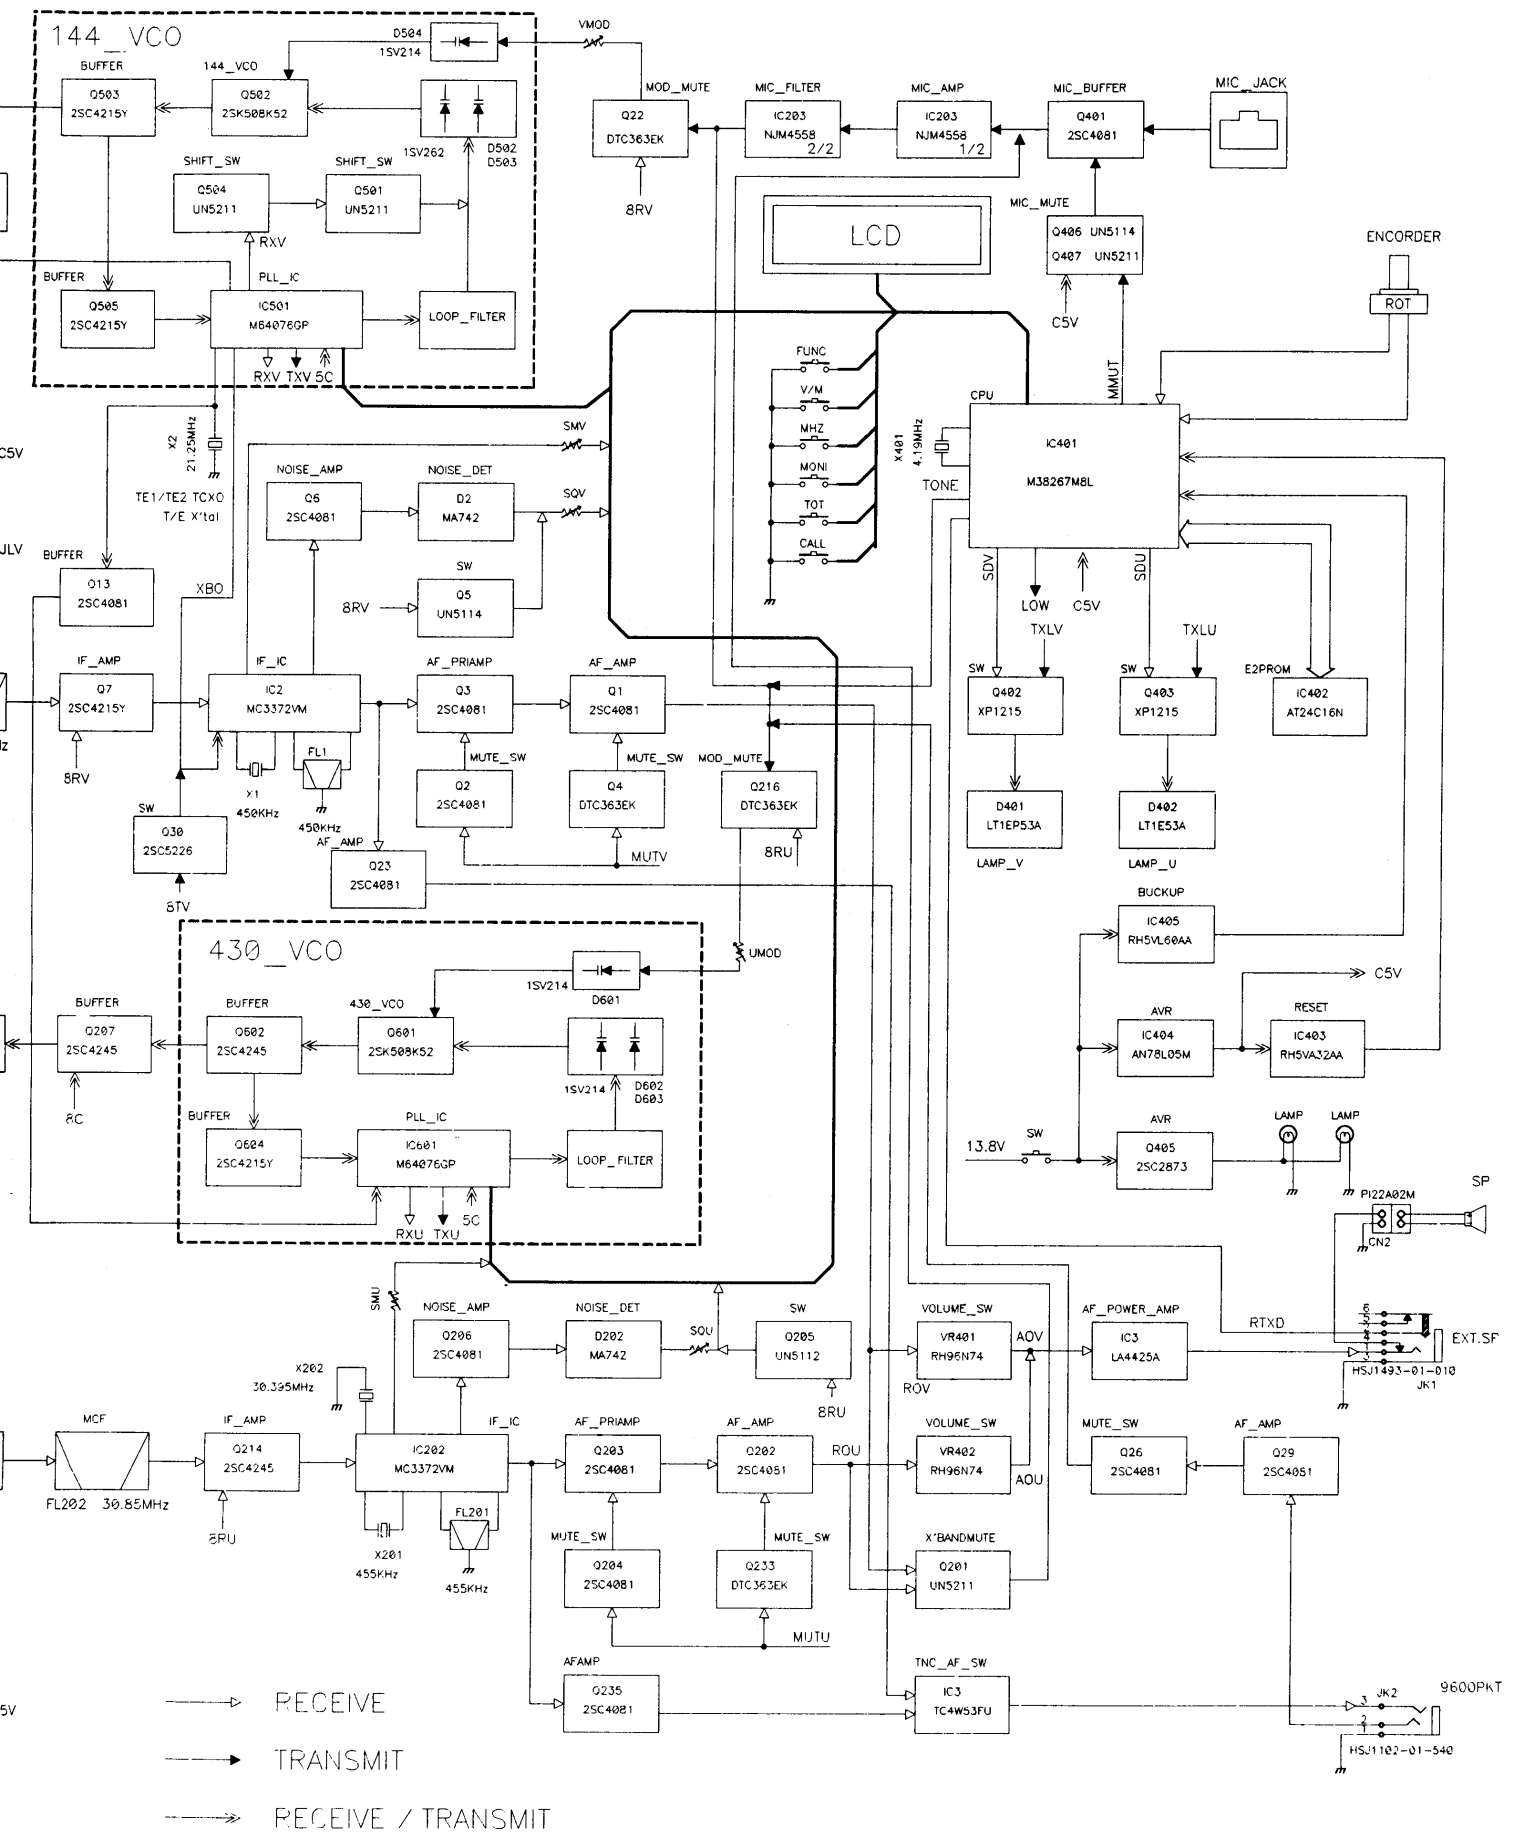 144_VCO
BUFFER
Q503
2SC4215Y
144_VCO
Q502
2SK508K52
D504
1SV214
VMOD
1SV262
D502
D503
SHIFT_SW
Q504
UN5211
SHIFT_SW
Q501
UN5211
RXV
BUFFER
Q505
2SC4215Y
PLL_IC
IC501
M64076GP
LOOP_FILTER
RXV
TXV
5C
MOD_MUTE
Q22
DTC363EK
8RV
MIC_FILTER
IC203
NJM4558
2/2
MIC_AMP
IC203
NJM4558
1/2
MIC_BUFFER
Q401
2SC4081
MIC_JACK
MIC_MUTE
Q406 UN5114
Q407 UN5211
C5V
LCD
ENCORDER
ROT
MMUT
FUNC
V/M
MHZ
MONI
TOT
CALL
CPU
IC401
M38267M8L
X401
4.19MHz
TONE
SDV
LOW
C5V
SDU
TXLV
TXLU
SW
Q402
XP1215
SW
Q403
XP1215
E2PROM
IC402
AT24C16N
D401
LT1EP53A
LAMP_V
D402
LT1E53A
LAMP_U
C5V
X2
21.25MHz
TE1/TE2 TCXO
T/E X'tal
JLV
BUFFER
Q13
2SC4081
XBO
NOISE_AMP
Q6
2SC4081
NOISE_DET
D2
MA742
SMV
SQV
SW
Q5
UN5114
8RV
IF_AMP
Q7
2SC4215Y
8RV
Hz
IF_IC
IC2
MC3372VM
X1
450KHz
FL1
450KHz
AF_PRIAMP
Q3
2SC4081
AF_AMP
Q1
2SC4081
MUTE_SW
Q2
2SC4081
MUTE_SW
Q4
DTC363EK
MUTV
SW
Q30
2SC5226
8TV
AF_AMP
Q23
2SC4081
MOD_MUTE
Q216
DTC363EK
8RU
UMOD
430_VCO
1SV214
D601
BUFFER
Q207
2SC4245
8C
BUFFER
Q602
2SC4245
430_VCO
Q601
2SK508K52
1SV214
D602
D603
BUFFER
Q604
2SC4215Y
PLL_IC
IC601
M64076GP
LOOP_FILTER
RXU
TXU
5C
BUCKUP
IC405
RH5VL60AA
C5V
AVR
IC404
AN78L05M
RESET
IC403
RH5VA32AA
13.8V
SW
AVR
Q405
2SC2873
LAMP
LAMP
PI22A02M
CN2
SP
SMU
NOISE_AMP
Q206
2SC4081
NOISE_DET
D202
MA742
SQU
SW
Q205
UN5112
8RU
VOLUME_SW
VR401
RH96N74
AOV
ROV
AF_POWER_AMP
IC3
LA4425A
RTXD
EXT.SP
HSJ1493-01-010
JK1
X202
30.395MHz
MCF
FL202 30.85MHz
IF_AMP
Q214
2SC4245
8RU
IF_IC
IC202
MC3372VM
X201
455KHz
FL201
455KHz
AF_PRIAMP
Q203
2SC4081
AF_AMP
Q202
2SC4081
ROU
VOLUME_SW
VR402
RH96N74
AOU
MUTE_SW
Q26
2SC4081
AF_AMP
Q29
2SC4081
MUTE_SW
Q204
2SC4081
MUTE_SW
Q233
DTC363EK
MUTU
X'BANDMUTE
Q201
UN5211
AFAMP
Q235
2SC4081
TNC_AF_SW
IC3
TC4W53FU
JK2
3
2
1
9600PKT
HSJ1102-01-540
5V
RECEIVE
TRANSMIT
RECEIVE / TRANSMIT